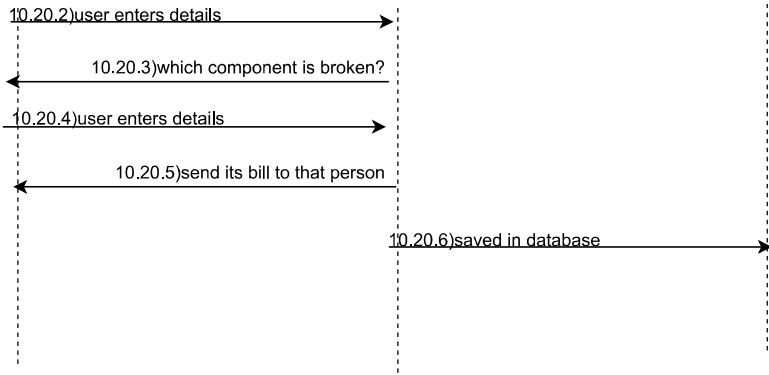 10.20.2)user enters details
10.20.3)which component is broken?
10.20.4)user enters details
10.20.5)send its bill to that person
10.20.6)saved in database